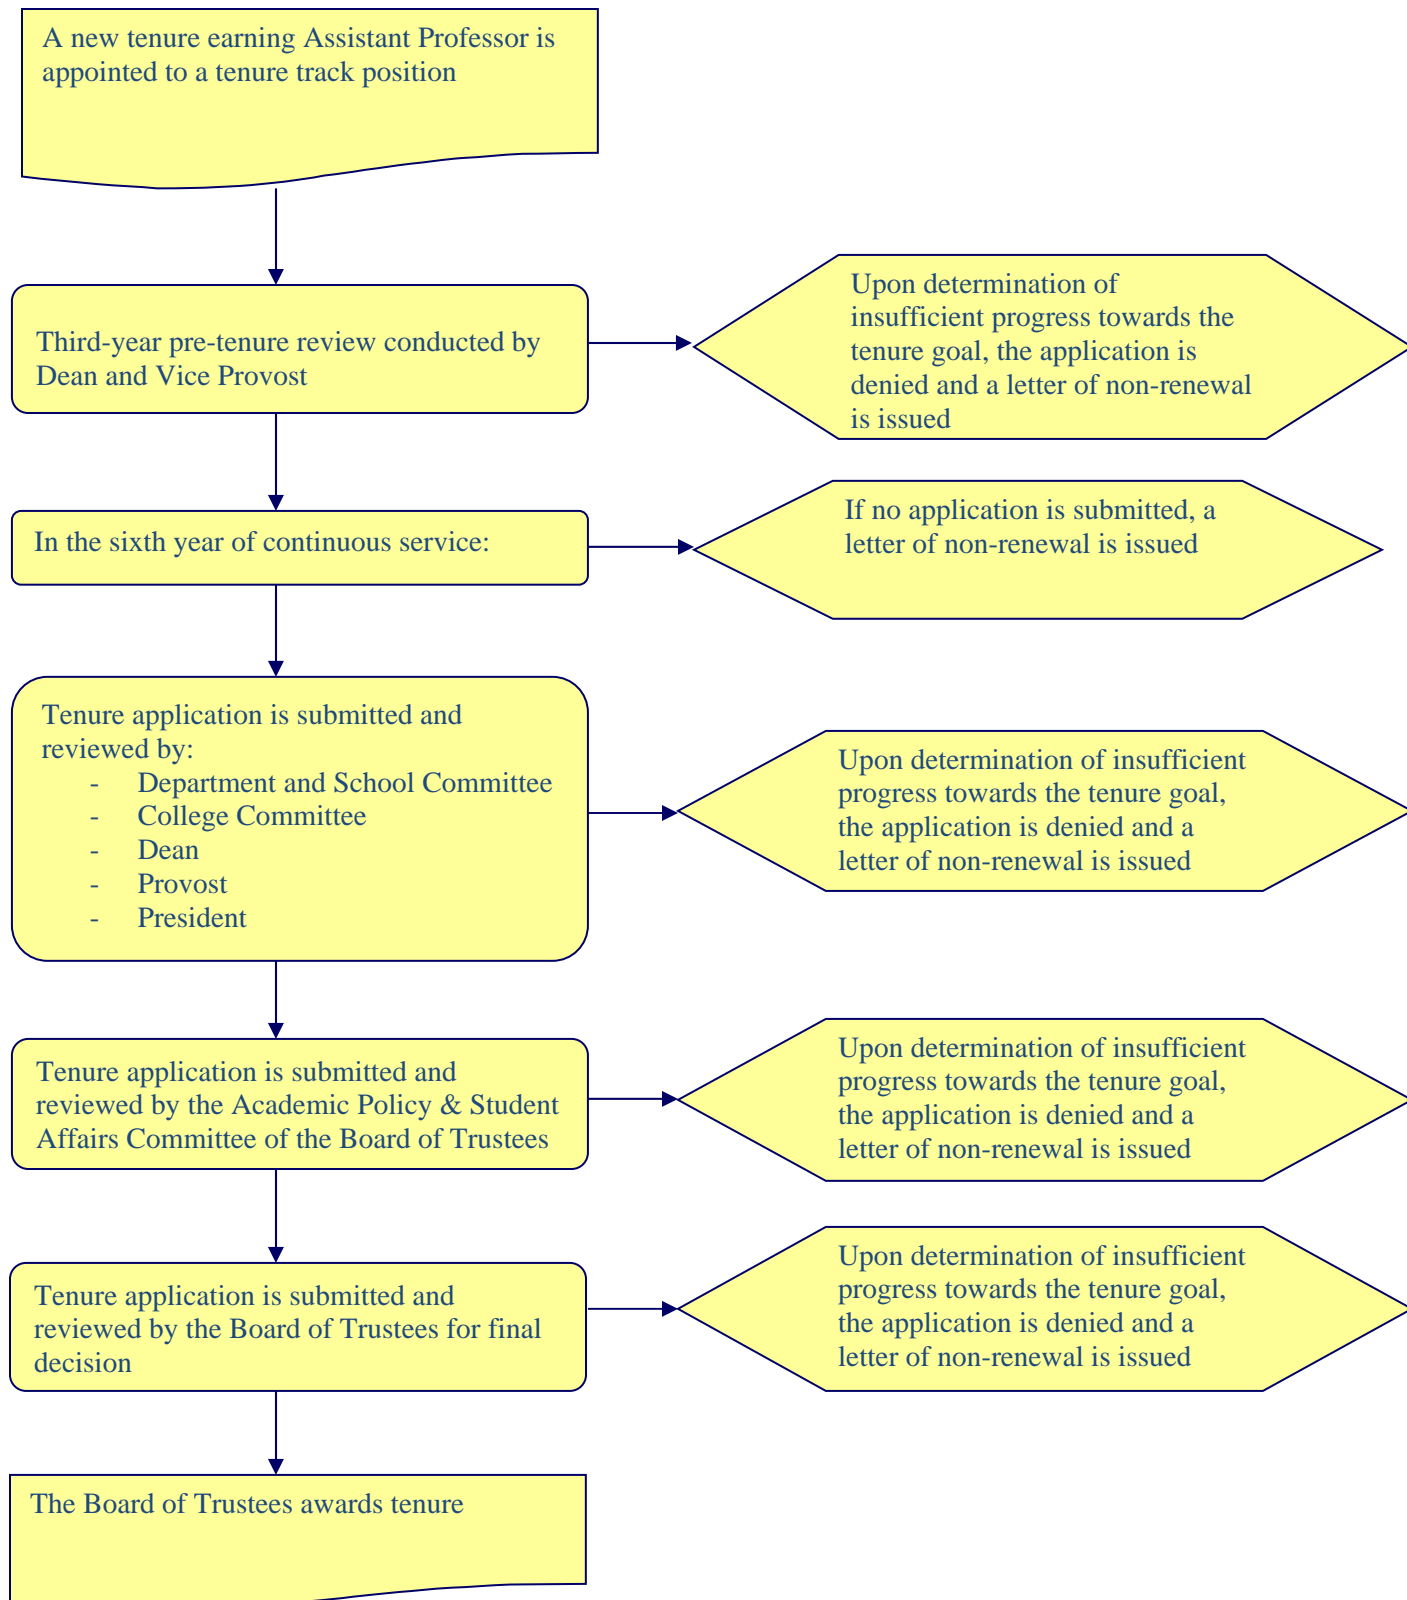 A new tenure earning Assistant Professor is
appointed to a tenure track position
Third-year pre-tenure review conducted by
Dean and Vice Provost
Upon determination of
insufficient progress towards the
tenure goal, the application is
denied and a letter of non-renewal
is issued
In the sixth year of continuous service:
If no application is submitted, a
letter of non-renewal is issued
Tenure application is submitted and
reviewed by:
- Department and School Committee
- College Committee
- Dean
- Provost
- President
Upon determination of insufficient
progress towards the tenure goal,
the application is denied and a
letter of non-renewal is issued
Tenure application is submitted and
reviewed by the Academic Policy & Student
Affairs Committee of the Board of Trustees
Upon determination of insufficient
progress towards the tenure goal,
the application is denied and a
letter of non-renewal is issued
Tenure application is submitted and
reviewed by the Board of Trustees for final
decision
Upon determination of insufficient
progress towards the tenure goal,
the application is denied and a
letter of non-renewal is issued
The Board of Trustees awards tenure